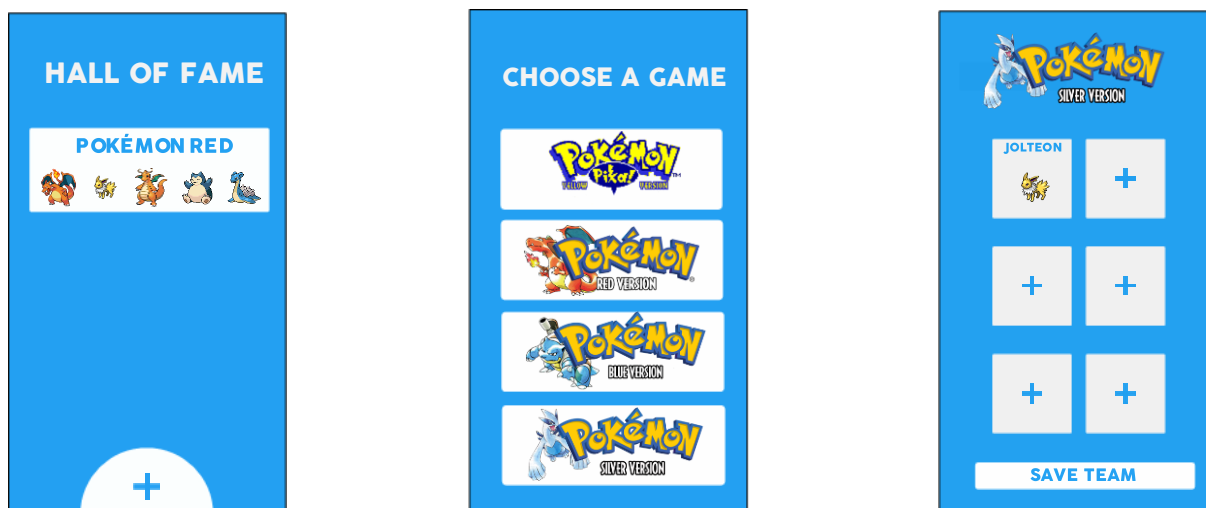 HALL OF FAME
POKÉMON RED
+
CHOOSE A GAME
POKÉMON
Pika!
YELLOW VERSION
TM
POKÉMON
RED VERSION
®
POKÉMON
BLUE VERSION
POKÉMON
SILVER VERSION
POKÉMON
SILVER VERSION
JOLTEON
+
+ +
+ +
SAVE TEAM